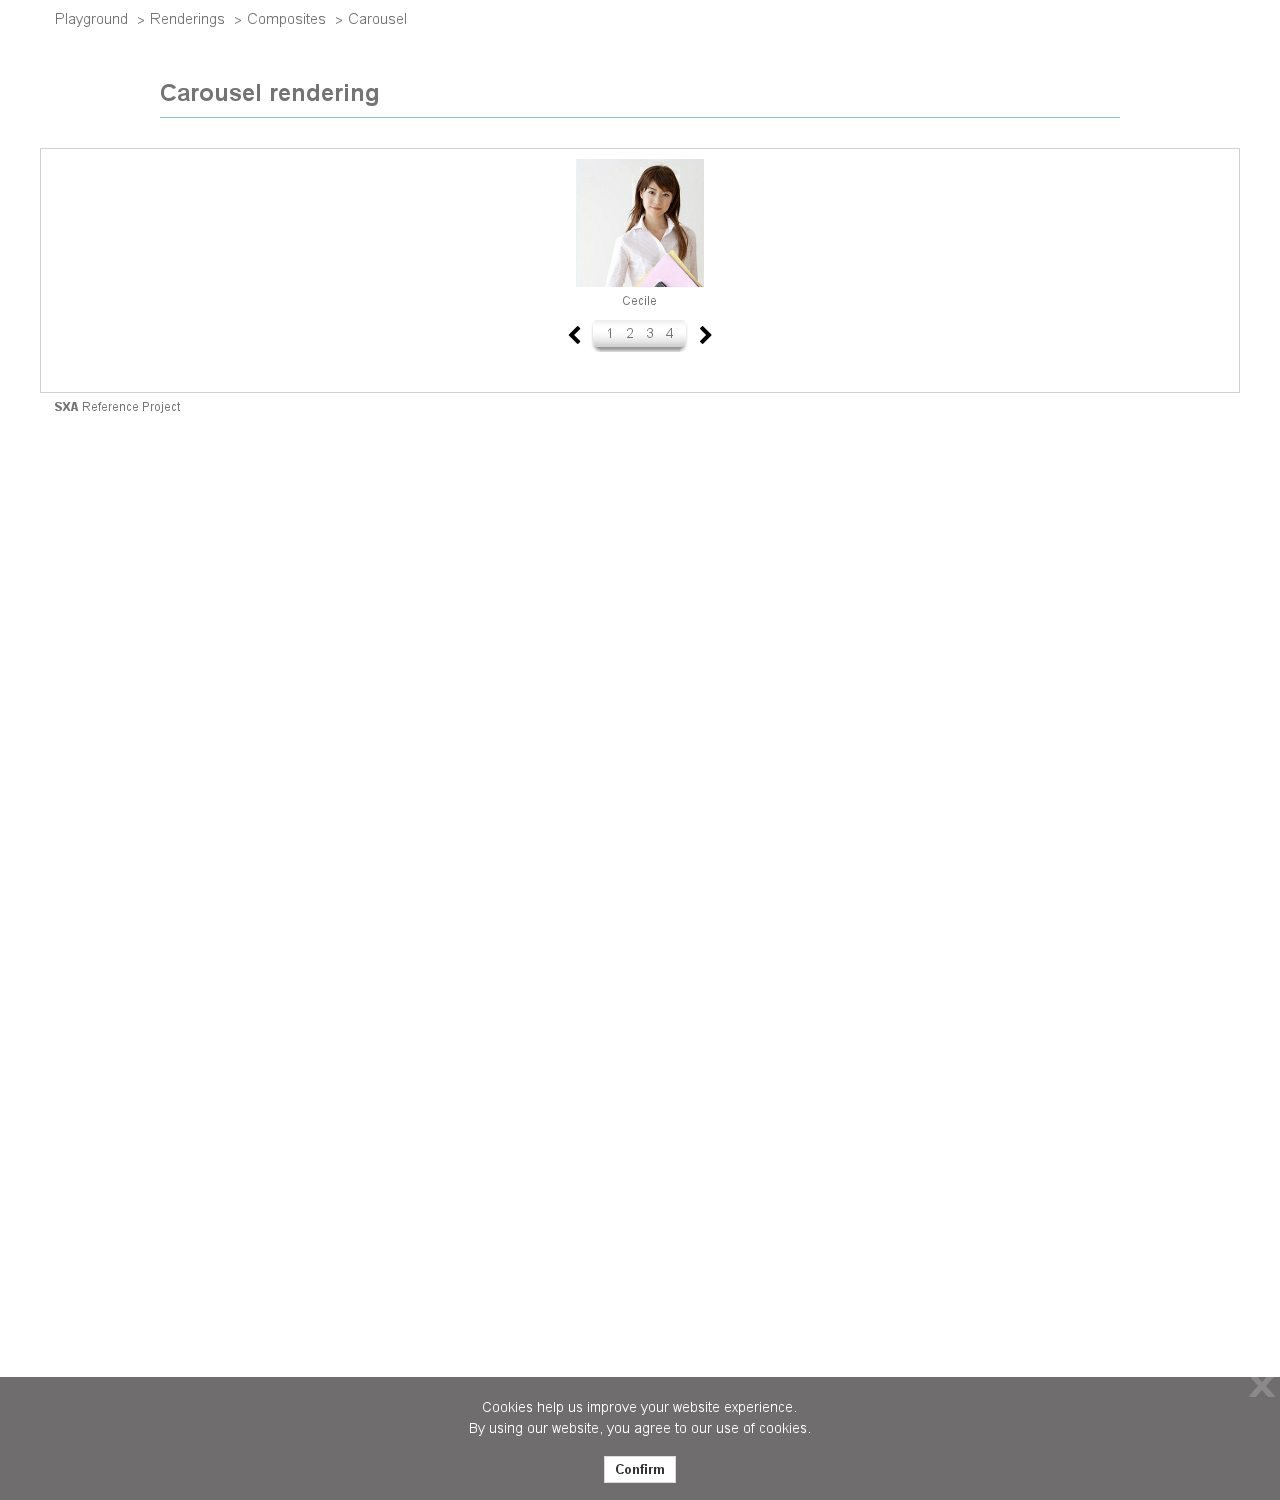 Playground > Renderings > Composites > Carousel
Carousel rendering
Cecile
1 2 3 4
SXA Reference Project
Cookies help us improve your website experience.
By using our website, you agree to our use of cookies.
Confirm